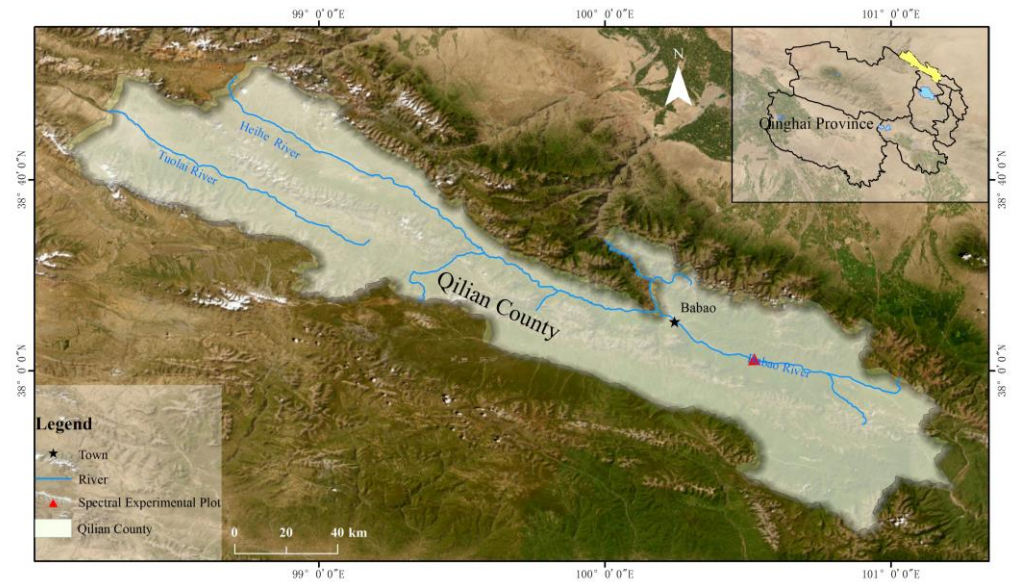 99° 0′ 0″E
100° 0′ 0″E
101° 0′ 0″E
N
Qinghai Province
38° 40′ 0″N
38° 40′ 0″N
Heihe River
Tuolai River
Qilian County
Babao
Babao River
38° 0′ 0″N
38° 0′ 0″N
Legend
Town
River
Spectral Experimental Plot
Qilian County
0 20 40 km
99° 0′ 0″E
100° 0′ 0″E
101° 0′ 0″E